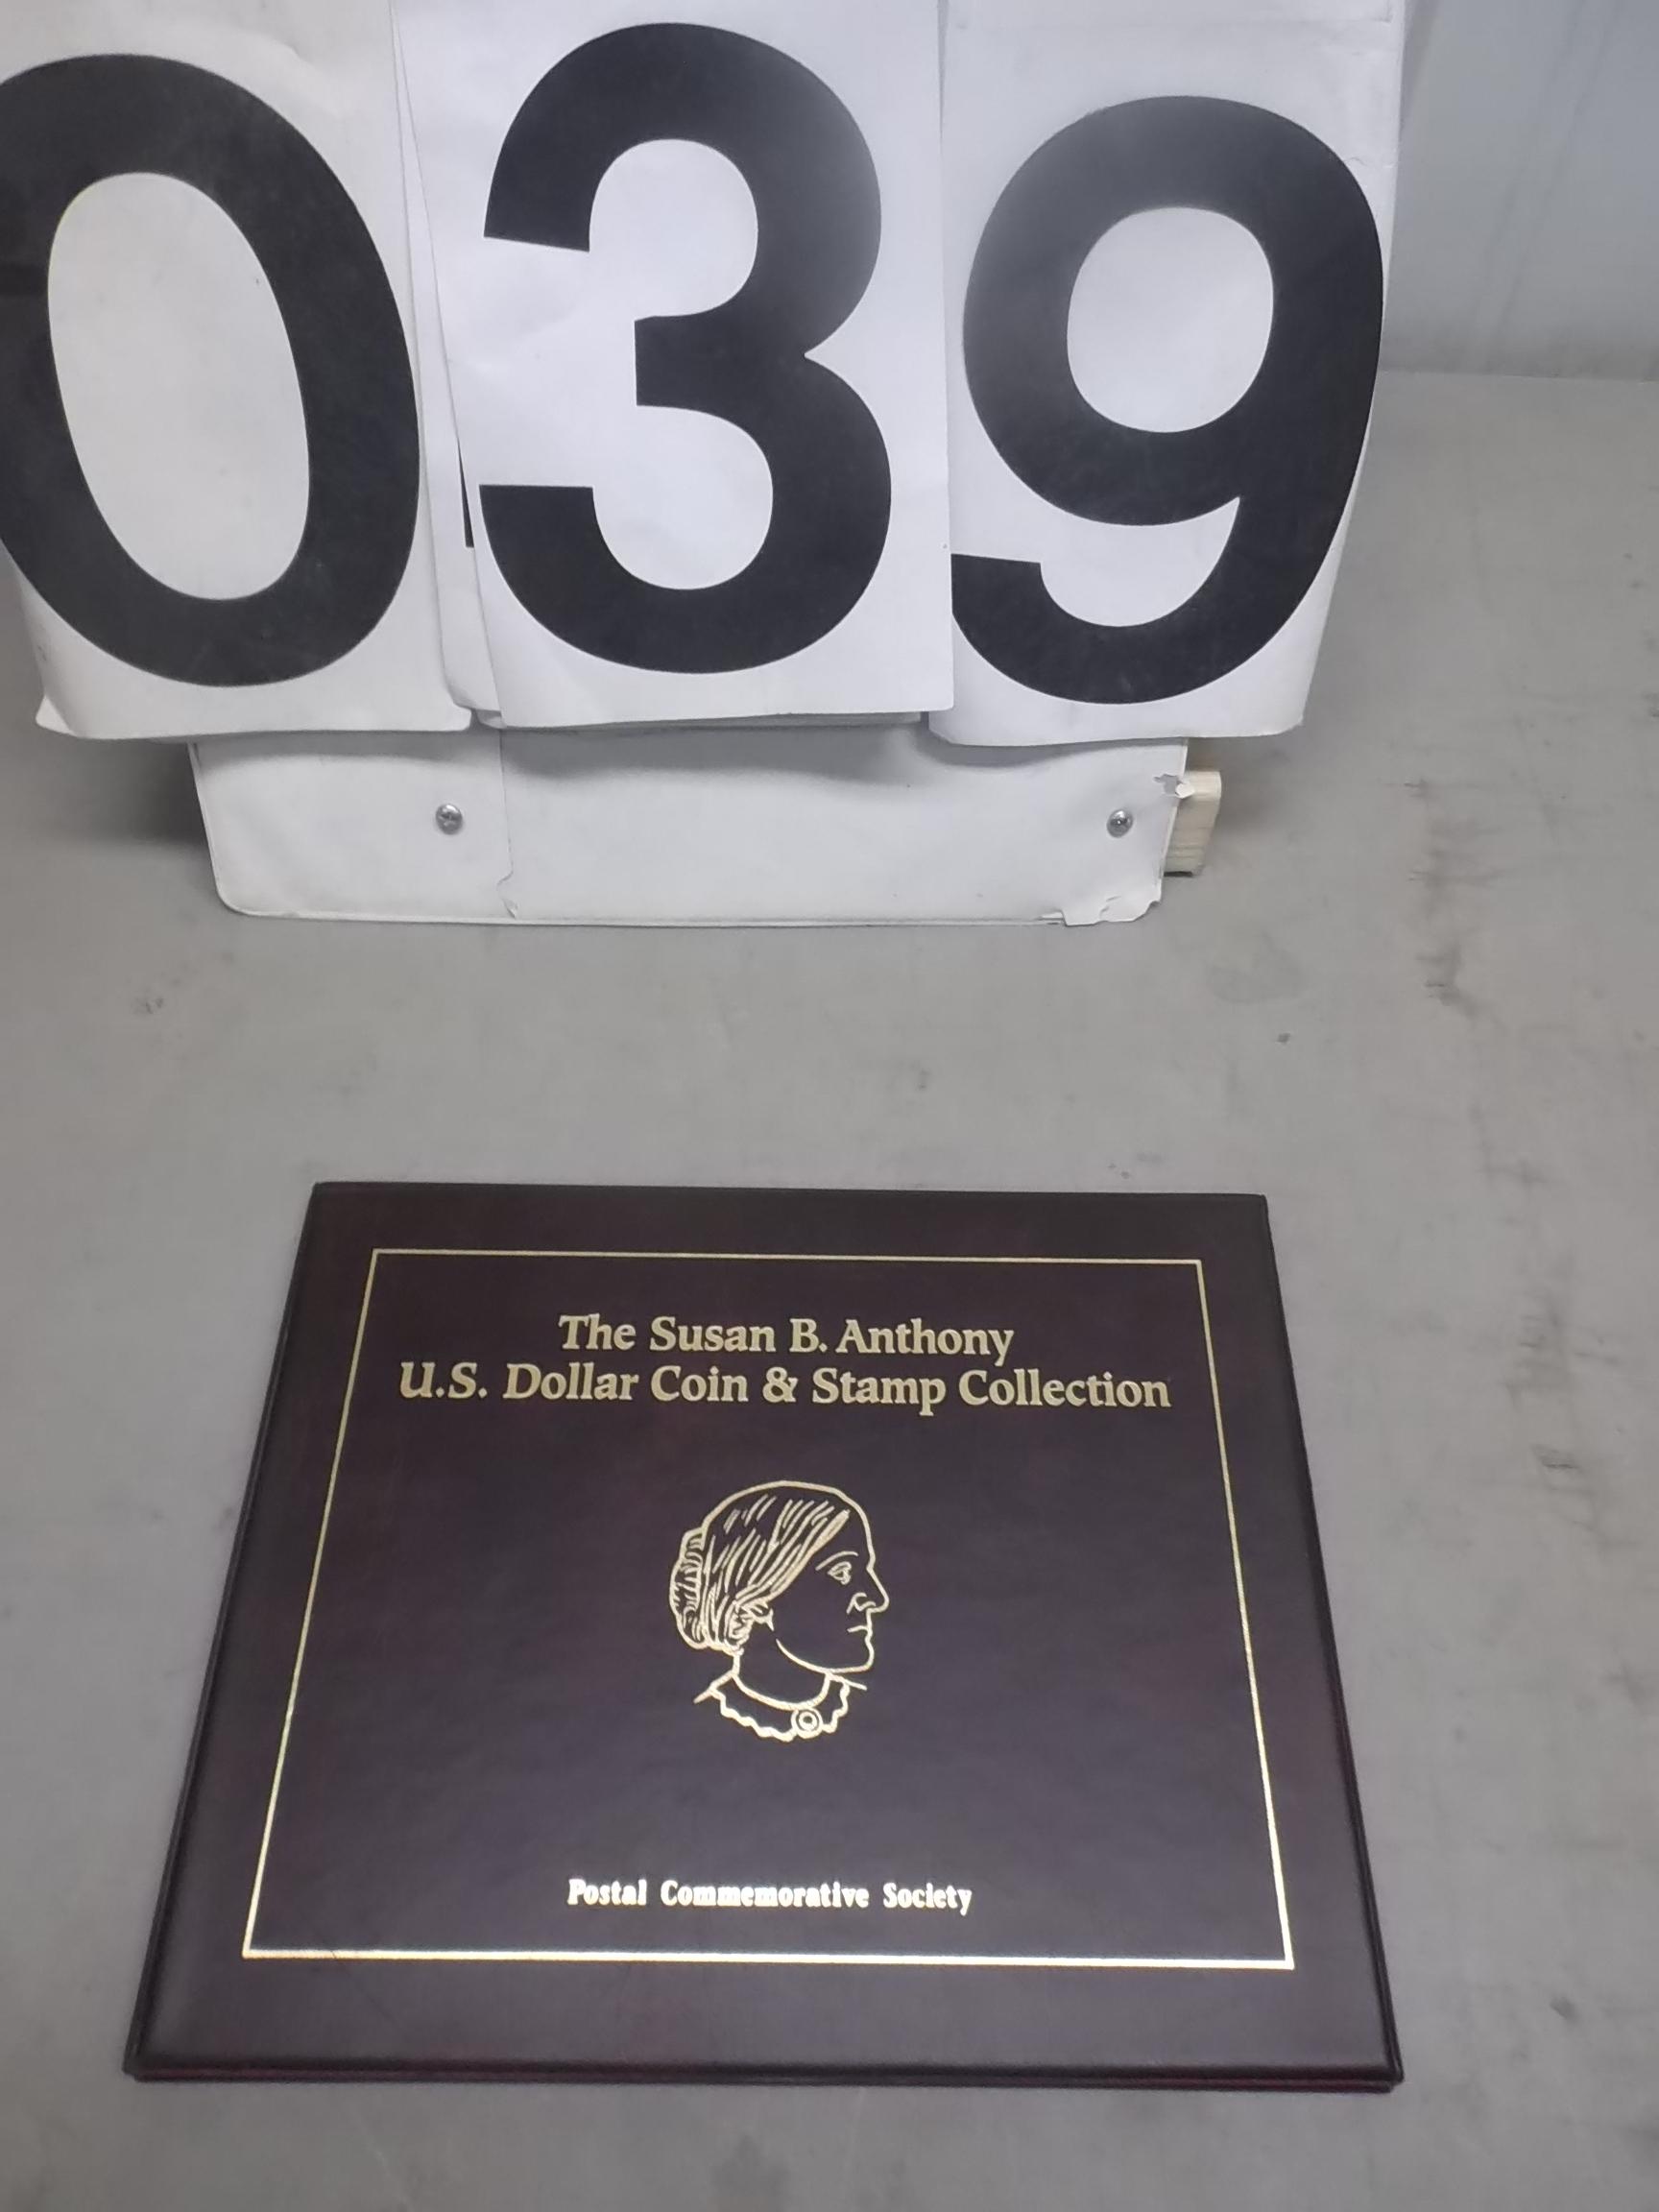 039
The Susan B. Anthony
U.S. Dollar Coin & Stamp Collection
Postal Commemorative Society